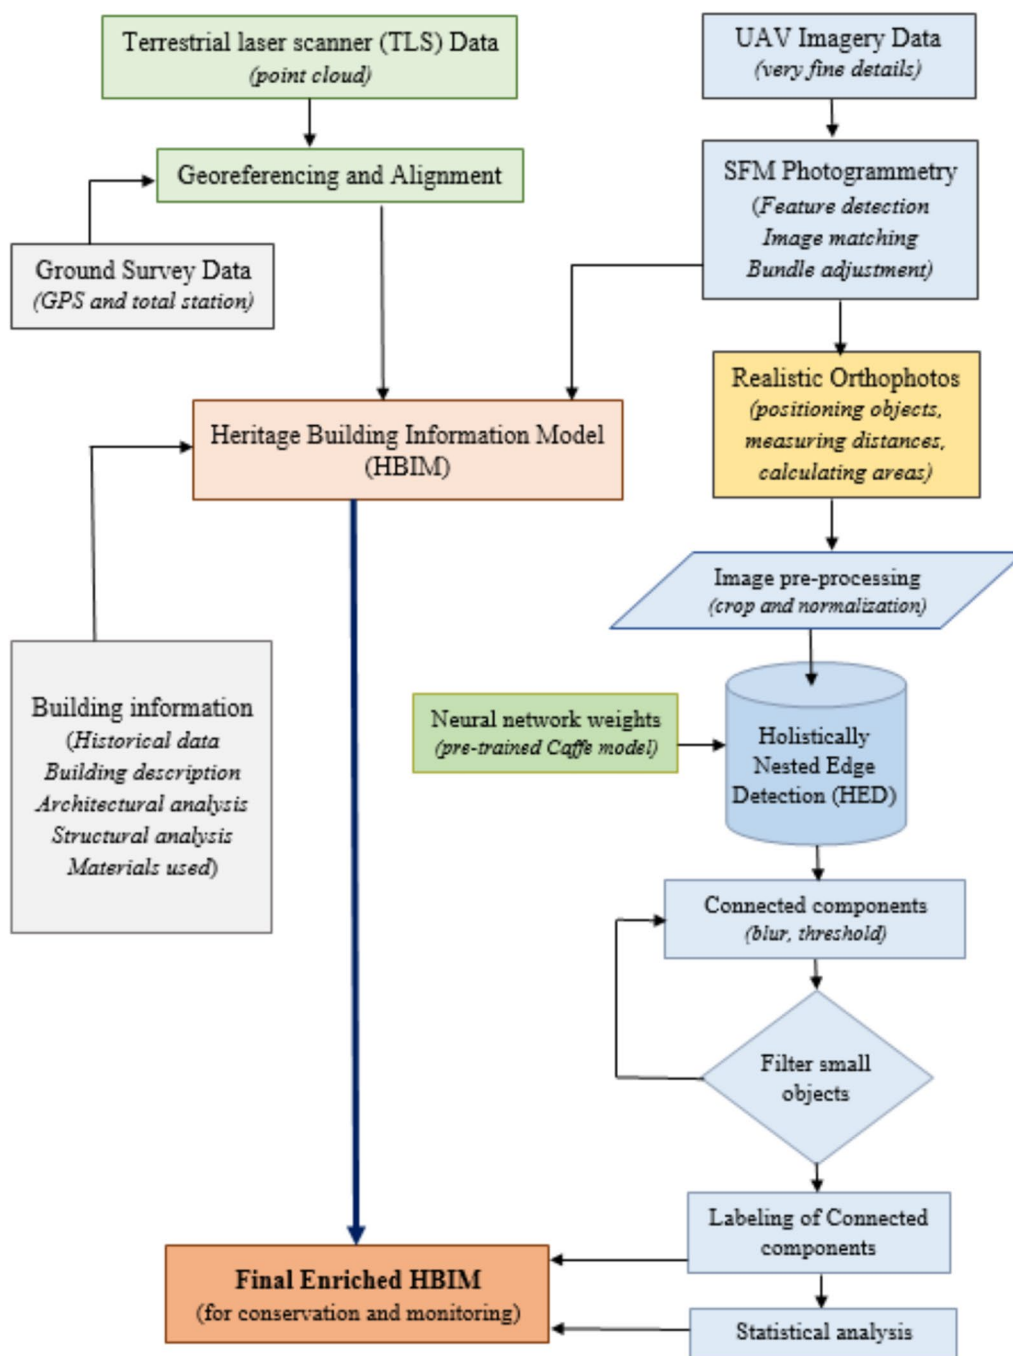 Terrestrial laser scanner (TLS) Data
(point cloud)
UAV Imagery Data
(very fine details)
Georeferencing and Alignment
SFM Photogrammetry
(Feature detection
Image matching
Bundle adjustment)
Ground Survey Data
(GPS and total station)
Realistic Orthophotos
(positioning objects,
measuring distances,
calculating areas)
Heritage Building Information Model
(HBIM)
Image pre-processing
(crop and normalization)
Building information
(Historical data
Building description
Architectural analysis
Structural analysis
Materials used)
Neural network weights
(pre-trained Caffe model)
Holistically
Nested Edge
Detection (HED)
Connected components
(blur, threshold)
Filter small
objects
Labeling of Connected
components
Final Enriched HBIM
(for conservation and monitoring)
Statistical analysis